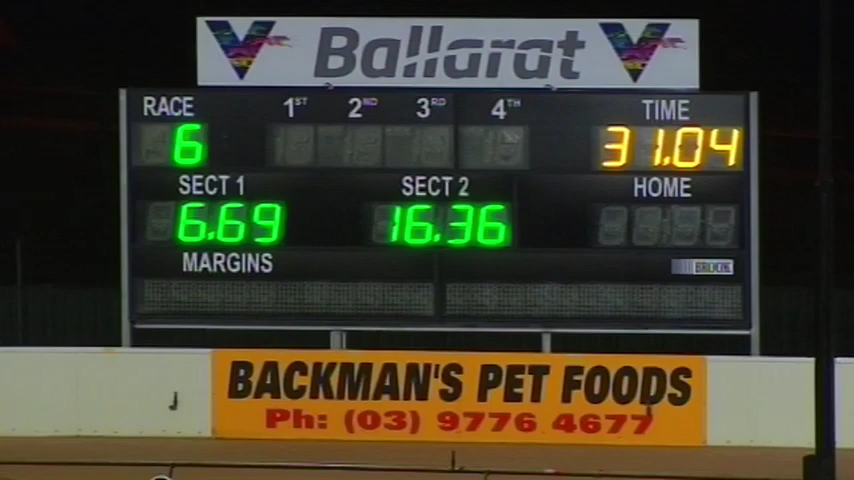 Ballarat
RACE 1ST 2ND 3RD 4TH TIME
6 31.04
SECT 1 SECT 2 HOME
6.69 16.36
MARGINS
BACKMAN'S PET FOODS
Ph: (03) 9776 4677